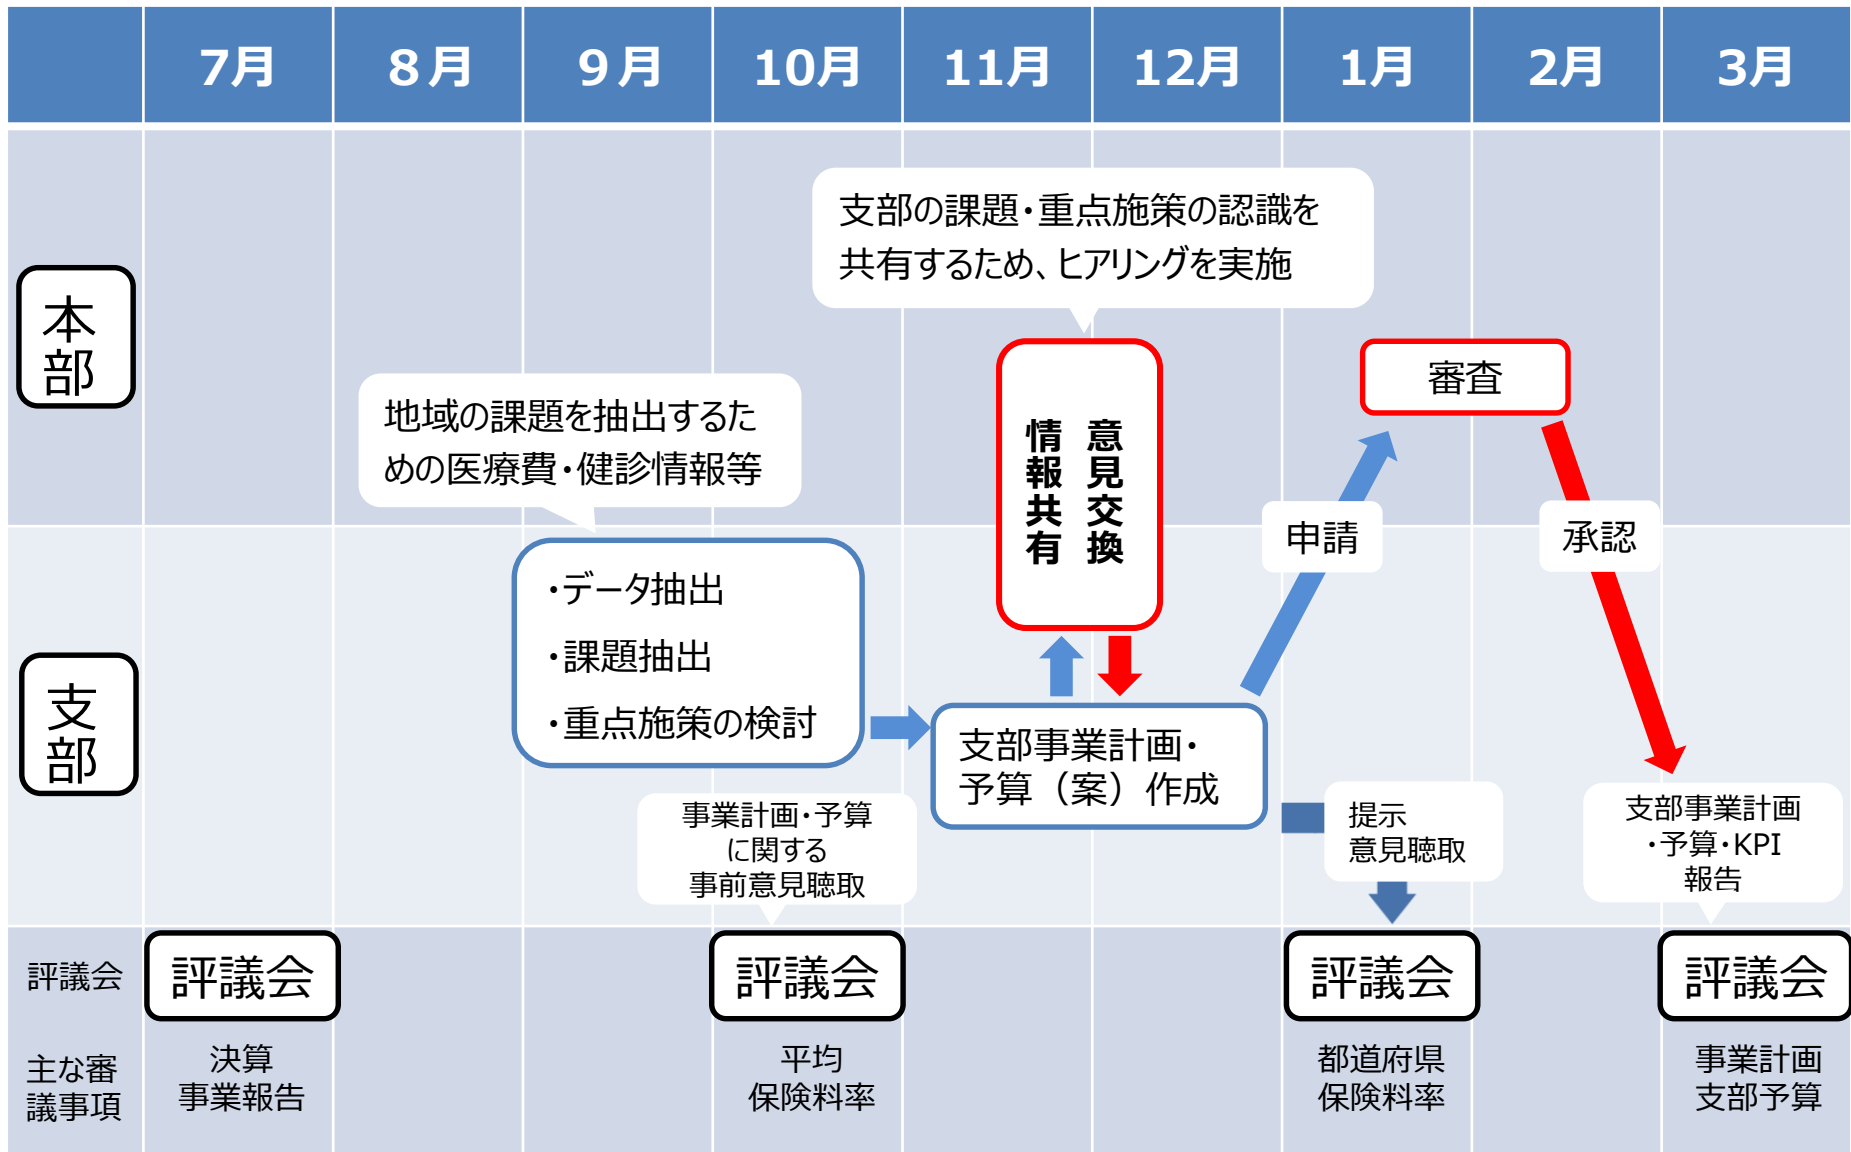 7月
8月
9月
10月
11月
12月
1月
2月
3月
本部
支部の課題・重点施策の認識を
共有するため、ヒアリングを実施
地域の課題を抽出するた
めの医療費・健診情報等
意見交換
情報共有
審査
申請
承認
支部
・データ抽出
・課題抽出
・重点施策の検討
支部事業計画・
予算（案）作成
事業計画・予算
に関する
事前意見聴取
提示
意見聴取
支部事業計画
・予算・KPI
報告
評議会
評議会
評議会
評議会
評議会
主な審
議事項
決算
事業報告
平均
保険料率
都道府県
保険料率
事業計画
支部予算